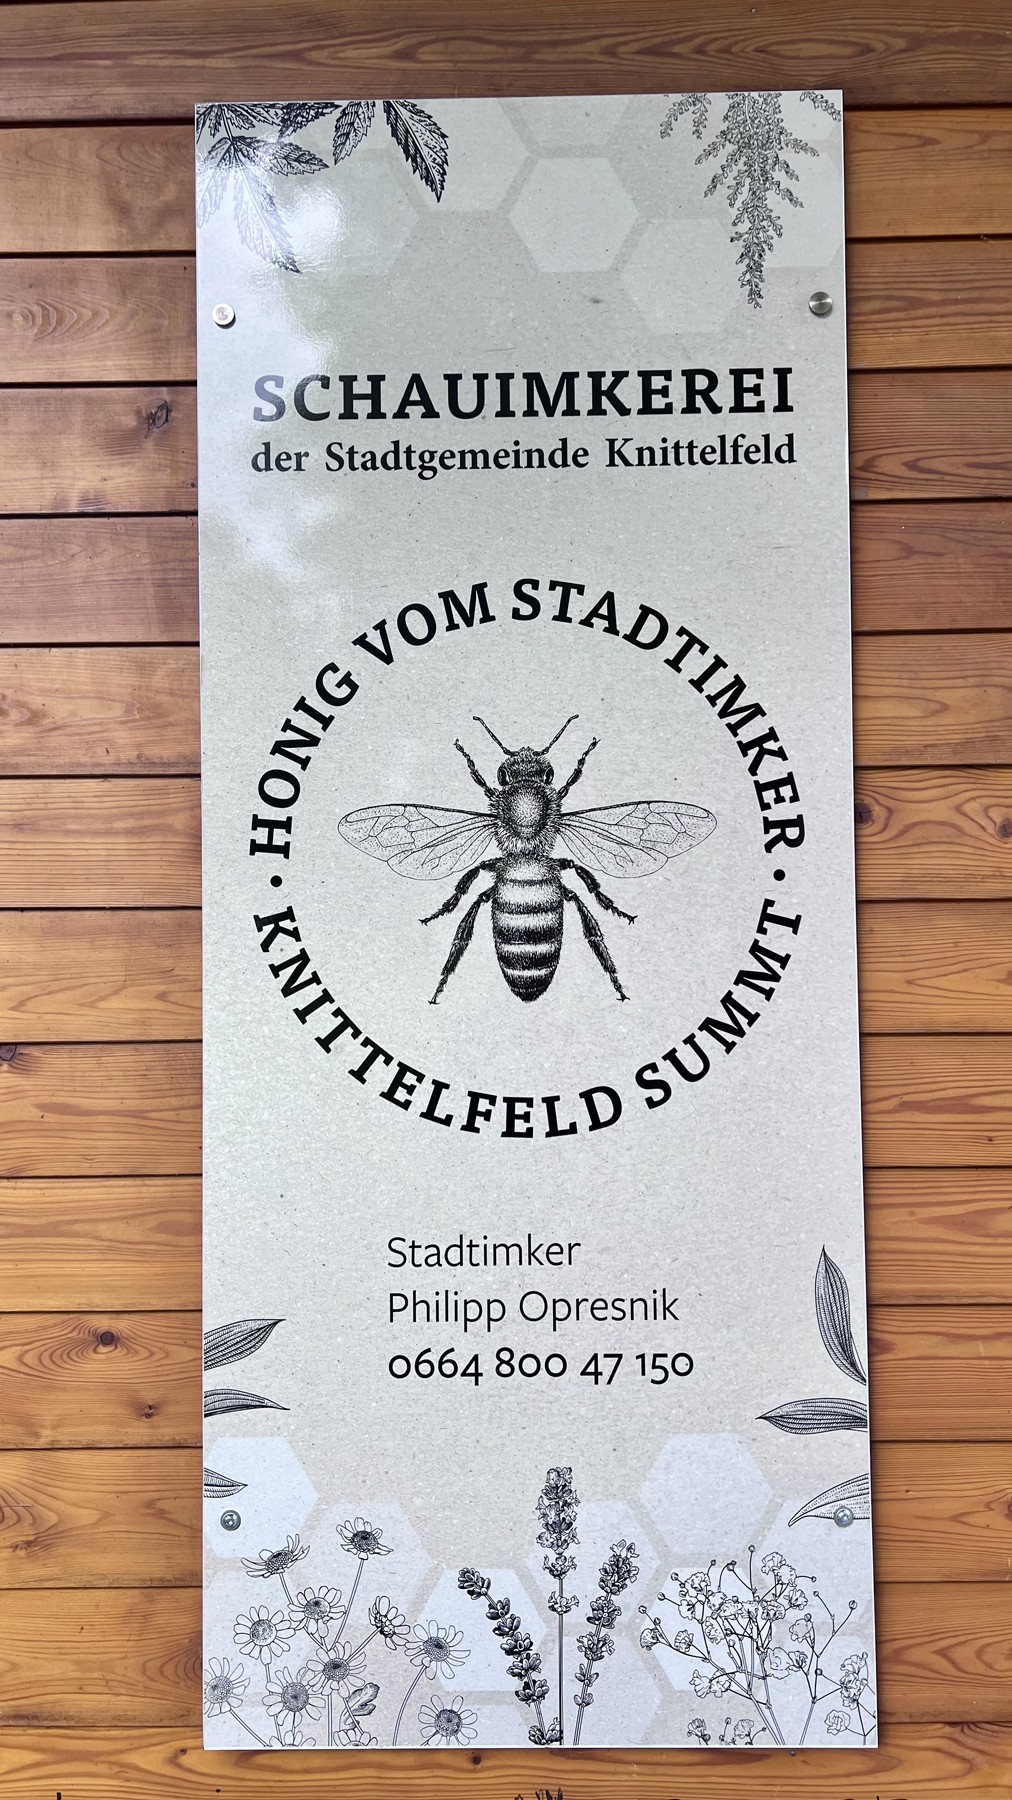 SCHAUIMKEREI
der Stadtgemeinde Knittelfeld
· HONIG VOM STADTIMKER ·
KNITTELFELD SUMMT
Stadtimker
Philipp Opresnik
0664 800 47 150